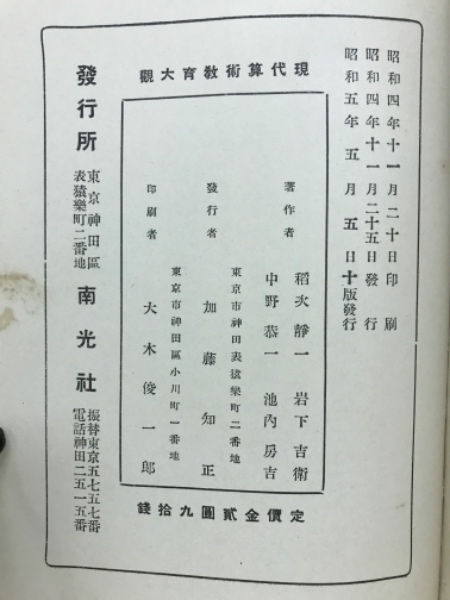 昭和四年十一月二十日印刷
昭和四年十一月二十五日發行
昭和五年五月五日十版發行
現代算術敎育大觀
著作者
稻次靜一 岩下吉衞
中野恭一 池內房吉
東京市神田表猿樂町二番地
發行者 加藤知正
東京市神田區小川町一番地
印刷者 大木俊一郎
定價金貳圓九拾錢
發行所
東京神田區
表猿樂町二番地
南光社
振替東京五七五七番
電話神田二五一五番